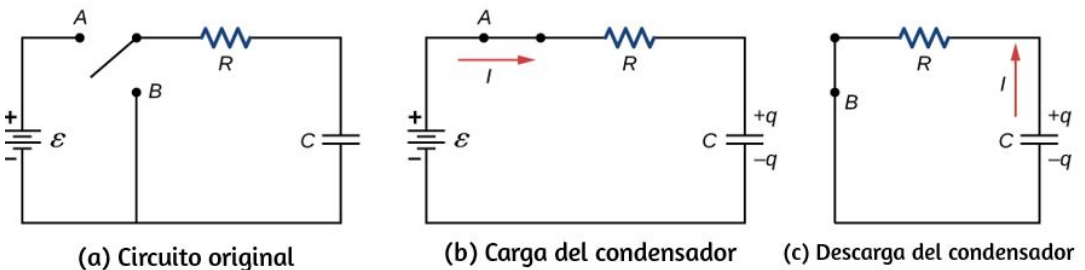 A
R
B
+
ε
−
C
(a) Circuito original
A
I
R
+
ε
−
C
+q
−q
(b) Carga del condensador
R
B
I
C
+q
−q
(c) Descarga del condensador